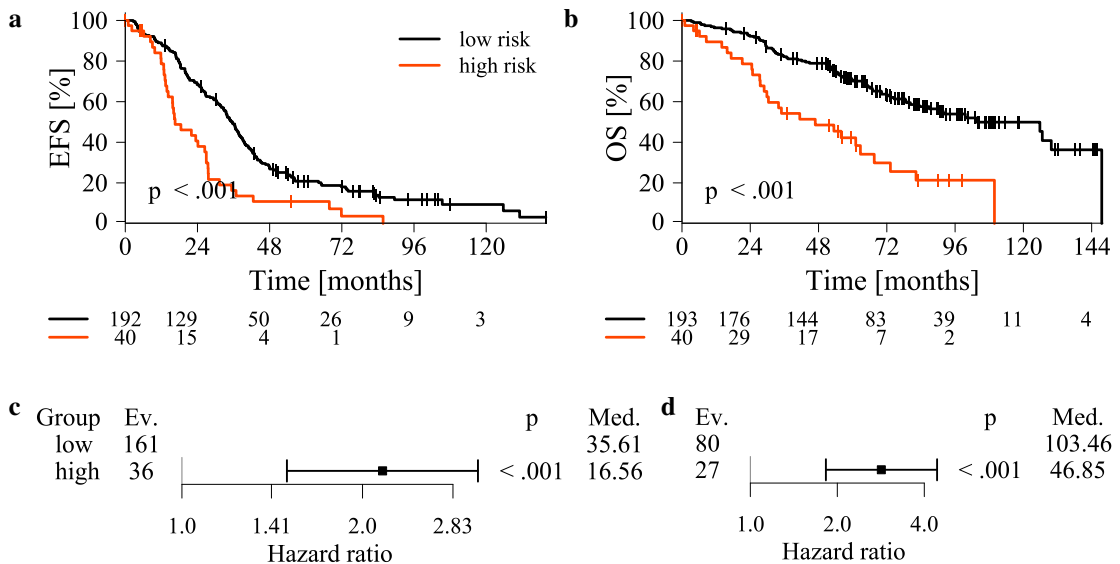 a
100
80
60
40
20
0
EFS [%]
low risk
high risk
p < .001
0 24 48 72 96 120
Time [months]
192 129 50 26 9 3
40 15 4 1
b
100
80
60
40
20
0
OS [%]
p < .001
0 24 48 72 96 120 144
Time [months]
193 176 144 83 39 11 4
40 29 17 7 2
c
Group Ev. p Med.
low 161 35.61
high 36 < .001 16.56
1.0 1.41 2.0 2.83
Hazard ratio
d
Ev. p Med.
80 103.46
27 < .001 46.85
1.0 2.0 4.0
Hazard ratio